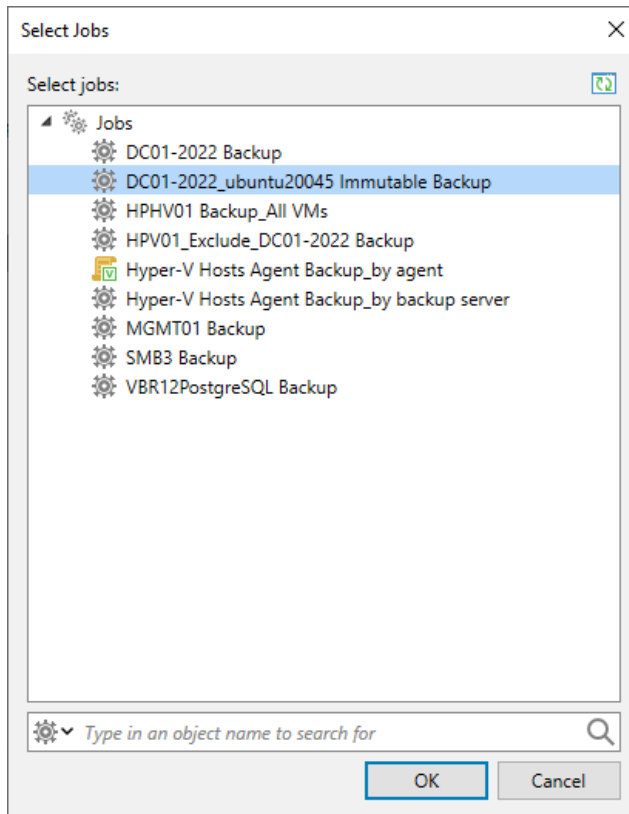 Select Jobs
Select jobs:
Jobs
DC01-2022 Backup
DC01-2022_ubuntu20045 Immutable Backup
HPHV01 Backup_All VMs
HPV01_Exclude_DC01-2022 Backup
Hyper-V Hosts Agent Backup_by agent
Hyper-V Hosts Agent Backup_by backup server
MGMT01 Backup
SMB3 Backup
VBR12PostgreSQL Backup
Type in an object name to search for
OK Cancel